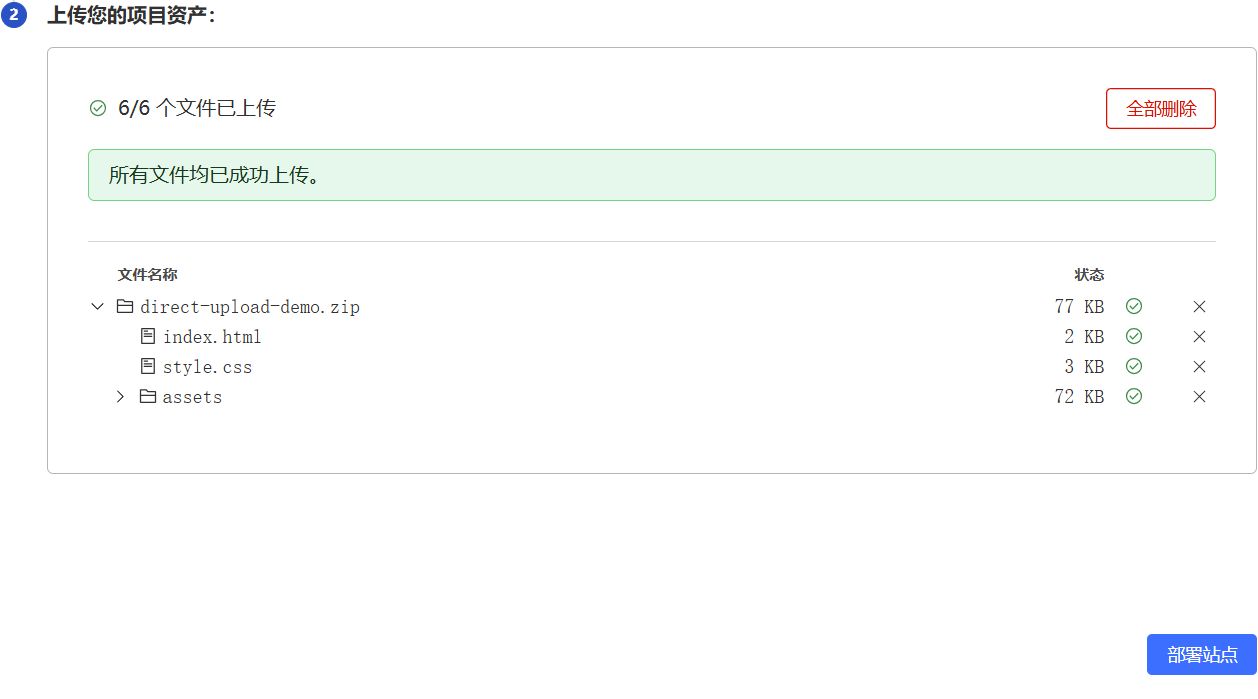 2 上传您的项目资产：
6/6 个文件已上传 全部删除
所有文件均已成功上传。
文件名称 状态
direct-upload-demo.zip 77 KB
index.html 2 KB
style.css 3 KB
assets 72 KB
部署站点